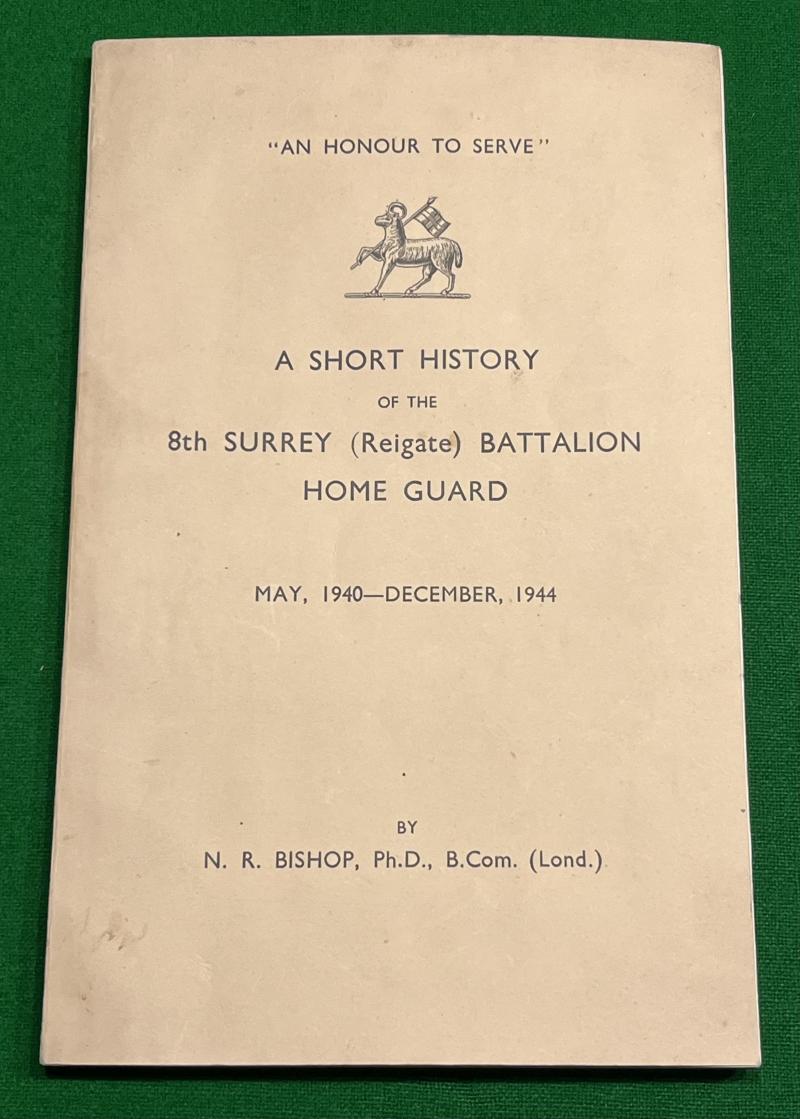 "AN HONOUR TO SERVE"
A SHORT HISTORY
OF THE
8th SURREY (Reigate) BATTALION
HOME GUARD
MAY, 1940—DECEMBER, 1944
BY
N. R. BISHOP, Ph.D., B.Com. (Lond.)